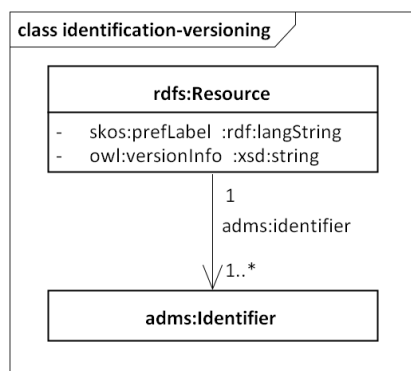 class identification-versioning
rdfs:Resource
- skos:prefLabel :rdf:langString
- owl:versionInfo :xsd:string
1
adms:identifier
1..*
adms:Identifier